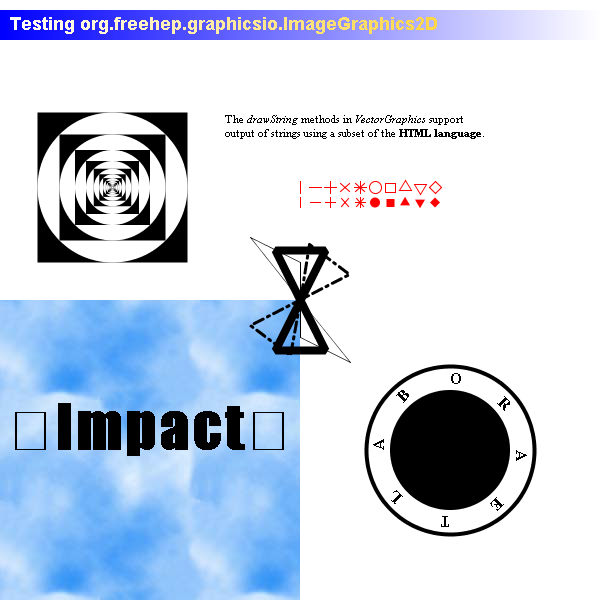 Testing org.freehep.graphicsio.ImageGraphics2D
The drawString methods in VectorGraphics support
output of strings using a subset of the HTML language.
Impact
O R A E T L A B